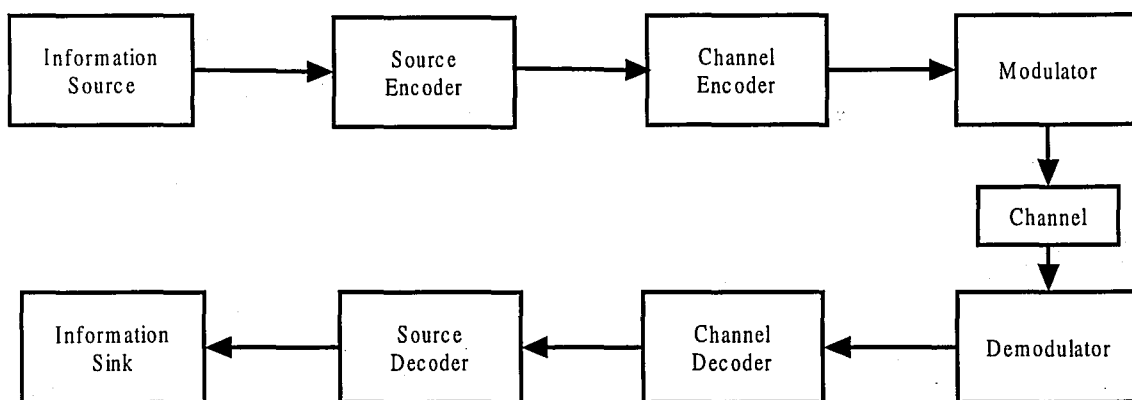 Information
Source
Source
Encoder
Channel
Encoder
Modulator
Channel
Information
Sink
Source
Decoder
Channel
Decoder
Demodulator